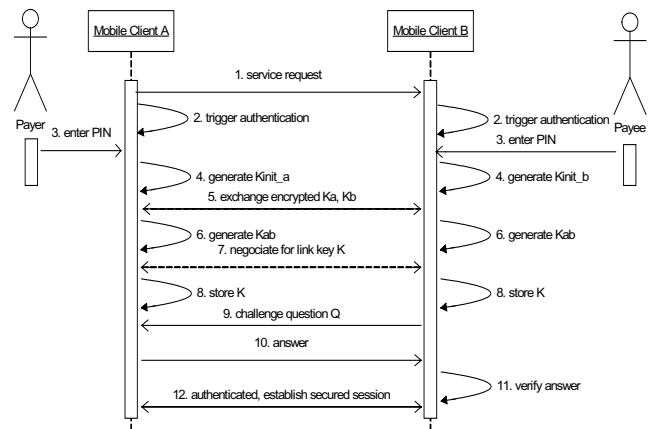 Mobile Client A
Mobile Client B
1. service request
2. trigger authentication
2. trigger authentication
Payer
Payee
3. enter PIN
3. enter PIN
4. generate Kinit_a
4. generate Kinit_b
5. exchange encrypted Ka, Kb
6. generate Kab
6. generate Kab
7. negociate for link key K
8. store K
8. store K
9. challenge question Q
10. answer
11. verify answer
12. authenticated, establish secured session